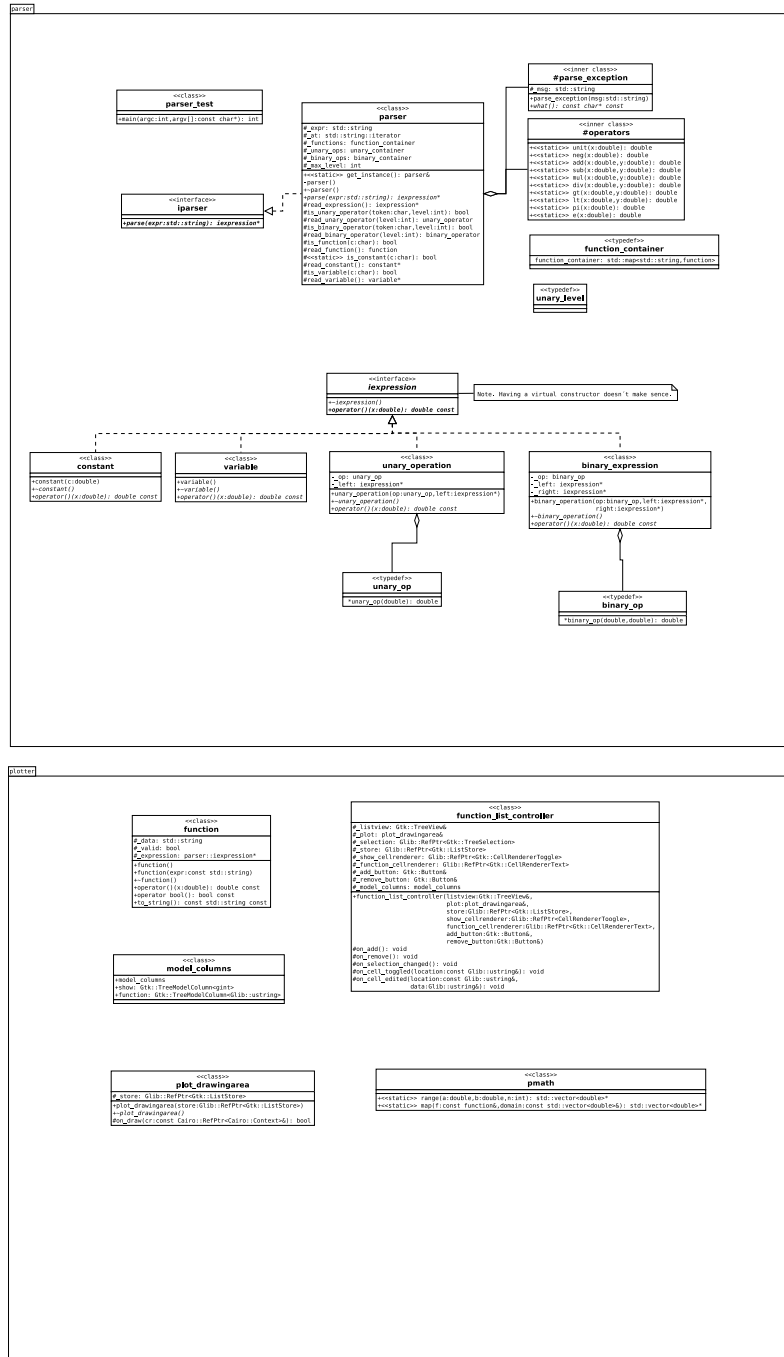 parser
<<class>>
parser_test
+main(argc:int,argv[]:const char*): int
<<class>>
parser
#_expr: std::string
#_at: std::string::iterator
#_functions: function_container
#_unary_ops: unary_container
#_binary_ops: binary_container
#_max_level: int
+<<static>> get_instance(): parser&
-parser()
+~parser()
+parse(expr:std::string): iexpression*
#read_expression(): iexpression*
#is_unary_operator(token:char,level:int): bool
#read_unary_operator(level:int): unary_operator
#is_binary_operator(token:char,level:int): bool
#read_binary_operator(level:int): binary_operator
#is_function(c:char): bool
#read_function(): function
#<<static>> is_constant(c:char): bool
#read_constant(): constant*
#is_variable(c:char): bool
#read_variable(): variable*
<<interface>>
iparser
+parse(expr:std::string): iexpression*
<<inner class>>
#parse_exception
#_msg: std::string
+parse_exception(msg:std::string)
+what(): const char* const
<<inner class>>
#operators
+<<static>> unit(x:double): double
+<<static>> neg(x:double): double
+<<static>> add(x:double,y:double): double
+<<static>> sub(x:double,y:double): double
+<<static>> mul(x:double,y:double): double
+<<static>> div(x:double,y:double): double
+<<static>> gt(x:double,y:double): double
+<<static>> lt(x:double,y:double): double
+<<static>> pi(x:double): double
+<<static>> e(x:double): double
<<typedef>>
function_container
function_container: std::map<std::string,function>
<<typedef>>
unary_level
<<interface>>
iexpression
+~iexpression()
+operator()(x:double): double const
Note. Having a virtual constructor doesn´t make sence.
<<class>>
constant
+constant(c:double)
+~constant()
+operator()(x:double): double const
<<class>>
variable
+variable()
+~variable()
+operator()(x:double): double const
<<class>>
unary_operation
-_op: unary_op
-_left: iexpression*
+unary_operation(op:unary_op,left:iexpression*)
+~unary_operation()
+operator()(x:double): double const
<<class>>
binary_expression
-_op: binary_op
-_left: iexpression*
-_right: iexpression*
+binary_operation(op:binary_op,left:iexpression*,
right:iexpression*)
+~binary_operation()
+operator()(x:double): double const
<<typedef>>
unary_op
*unary_op(double): double
<<typedef>>
binary_op
*binary_op(double,double): double
plotter
<<class>>
function
#_data: std::string
#_valid: bool
#_expression: parser::iexpression*
+function()
+function(expr:const std::string)
+~function()
+operator()(x:double): double const
+operator bool(): bool const
+to_string(): const std::string const
<<class>>
function_list_controller
#_listview: Gtk::TreeView&
#_plot: plot_drawingarea&
#_selection: Glib::RefPtr<Gtk::TreeSelection>
#_store: Glib::RefPtr<Gtk::ListStore>
#_show_cellrenderer: Glib::RefPtr<Gtk::CellRendererToggle>
#_function_cellrenderer: Glib::RefPtr<Gtk::CellRendererText>
#_add_button: Gtk::Button&
#_remove_button: Gtk::Button&
#_model_columns: model_columns
+function_list_controller(listview:Gtk::TreeView&,
plot:plot_drawingarea&,
store:Glib::RefPtr<Gtk::ListStore>,
show_cellrenderer:Glib::RefPtr<CellRendererToogle>,
function_cellrenderer:Glib::RefPtr<Gtk::CellRendererText>,
add_button:Gtk::Button&,
remove_button:Gtk::Button&)
#on_add(): void
#on_remove(): void
#on_selection_changed(): void
#on_cell_toggled(location:const Glib::ustring&): void
#on_cell_edited(location:const Glib::ustring&,
data:Glib::ustring&): void
<<class>>
model_columns
+model_columns
+show: Gtk::TreeModelColumn<gint>
+function: Gtk::TreeModelColumn<Glib::ustring>
<<class>>
plot_drawingarea
#_store: Glib::RefPtr<Gtk::ListStore>
+plot_drawingarea(store:Glib::RefPtr<Gtk::ListStore>)
+~plot_drawingarea()
#on_draw(cr:const Cairo::RefPtr<Cairo::Context>&): bool
<<class>>
pmath
+<<static>> range(a:double,b:double,n:int): std::vector<double>*
+<<static>> map(f:const function&,domain:const std::vector<double>&): std::vector<double>*